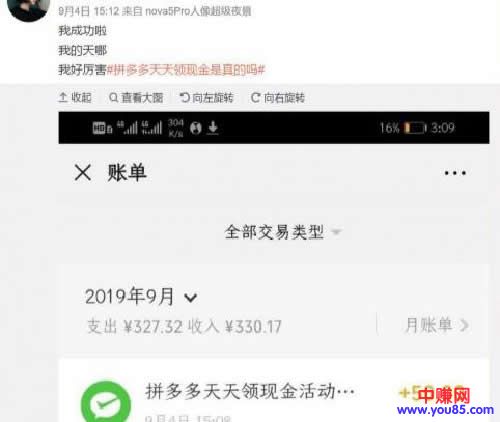 9月4日 15:12 来自 nova5Pro人像超级夜景
我成功啦
我的天哪
我好厉害#拼多多天天领现金是真的吗#
收起 查看大图 向左旋转 向右旋转
HD 4G 4G 304 K/s 16% 3:09
账单
全部交易类型
2019年9月
支出 ¥327.32 收入 ¥330.17 月账单
拼多多天天领现金活动…
9月4日 15:08
中赚网
www.you85.com